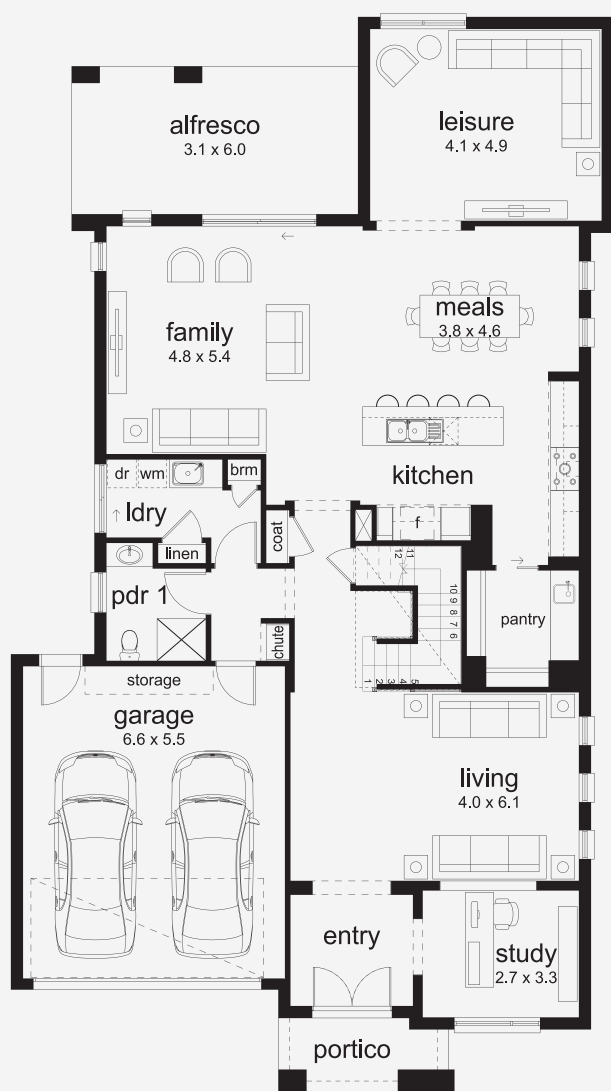 alfresco
3.1 x 6.0
leisure
4.1 x 4.9
family
4.8 x 5.4
meals
3.8 x 4.6
kitchen
dr wm
brm
ldry
coat
f
linen
pdr 1
chute
11
12
10
9
8
7
6
5
4
3
2
1
pantry
storage
garage
6.6 x 5.5
living
4.0 x 6.1
entry
study
2.7 x 3.3
portico